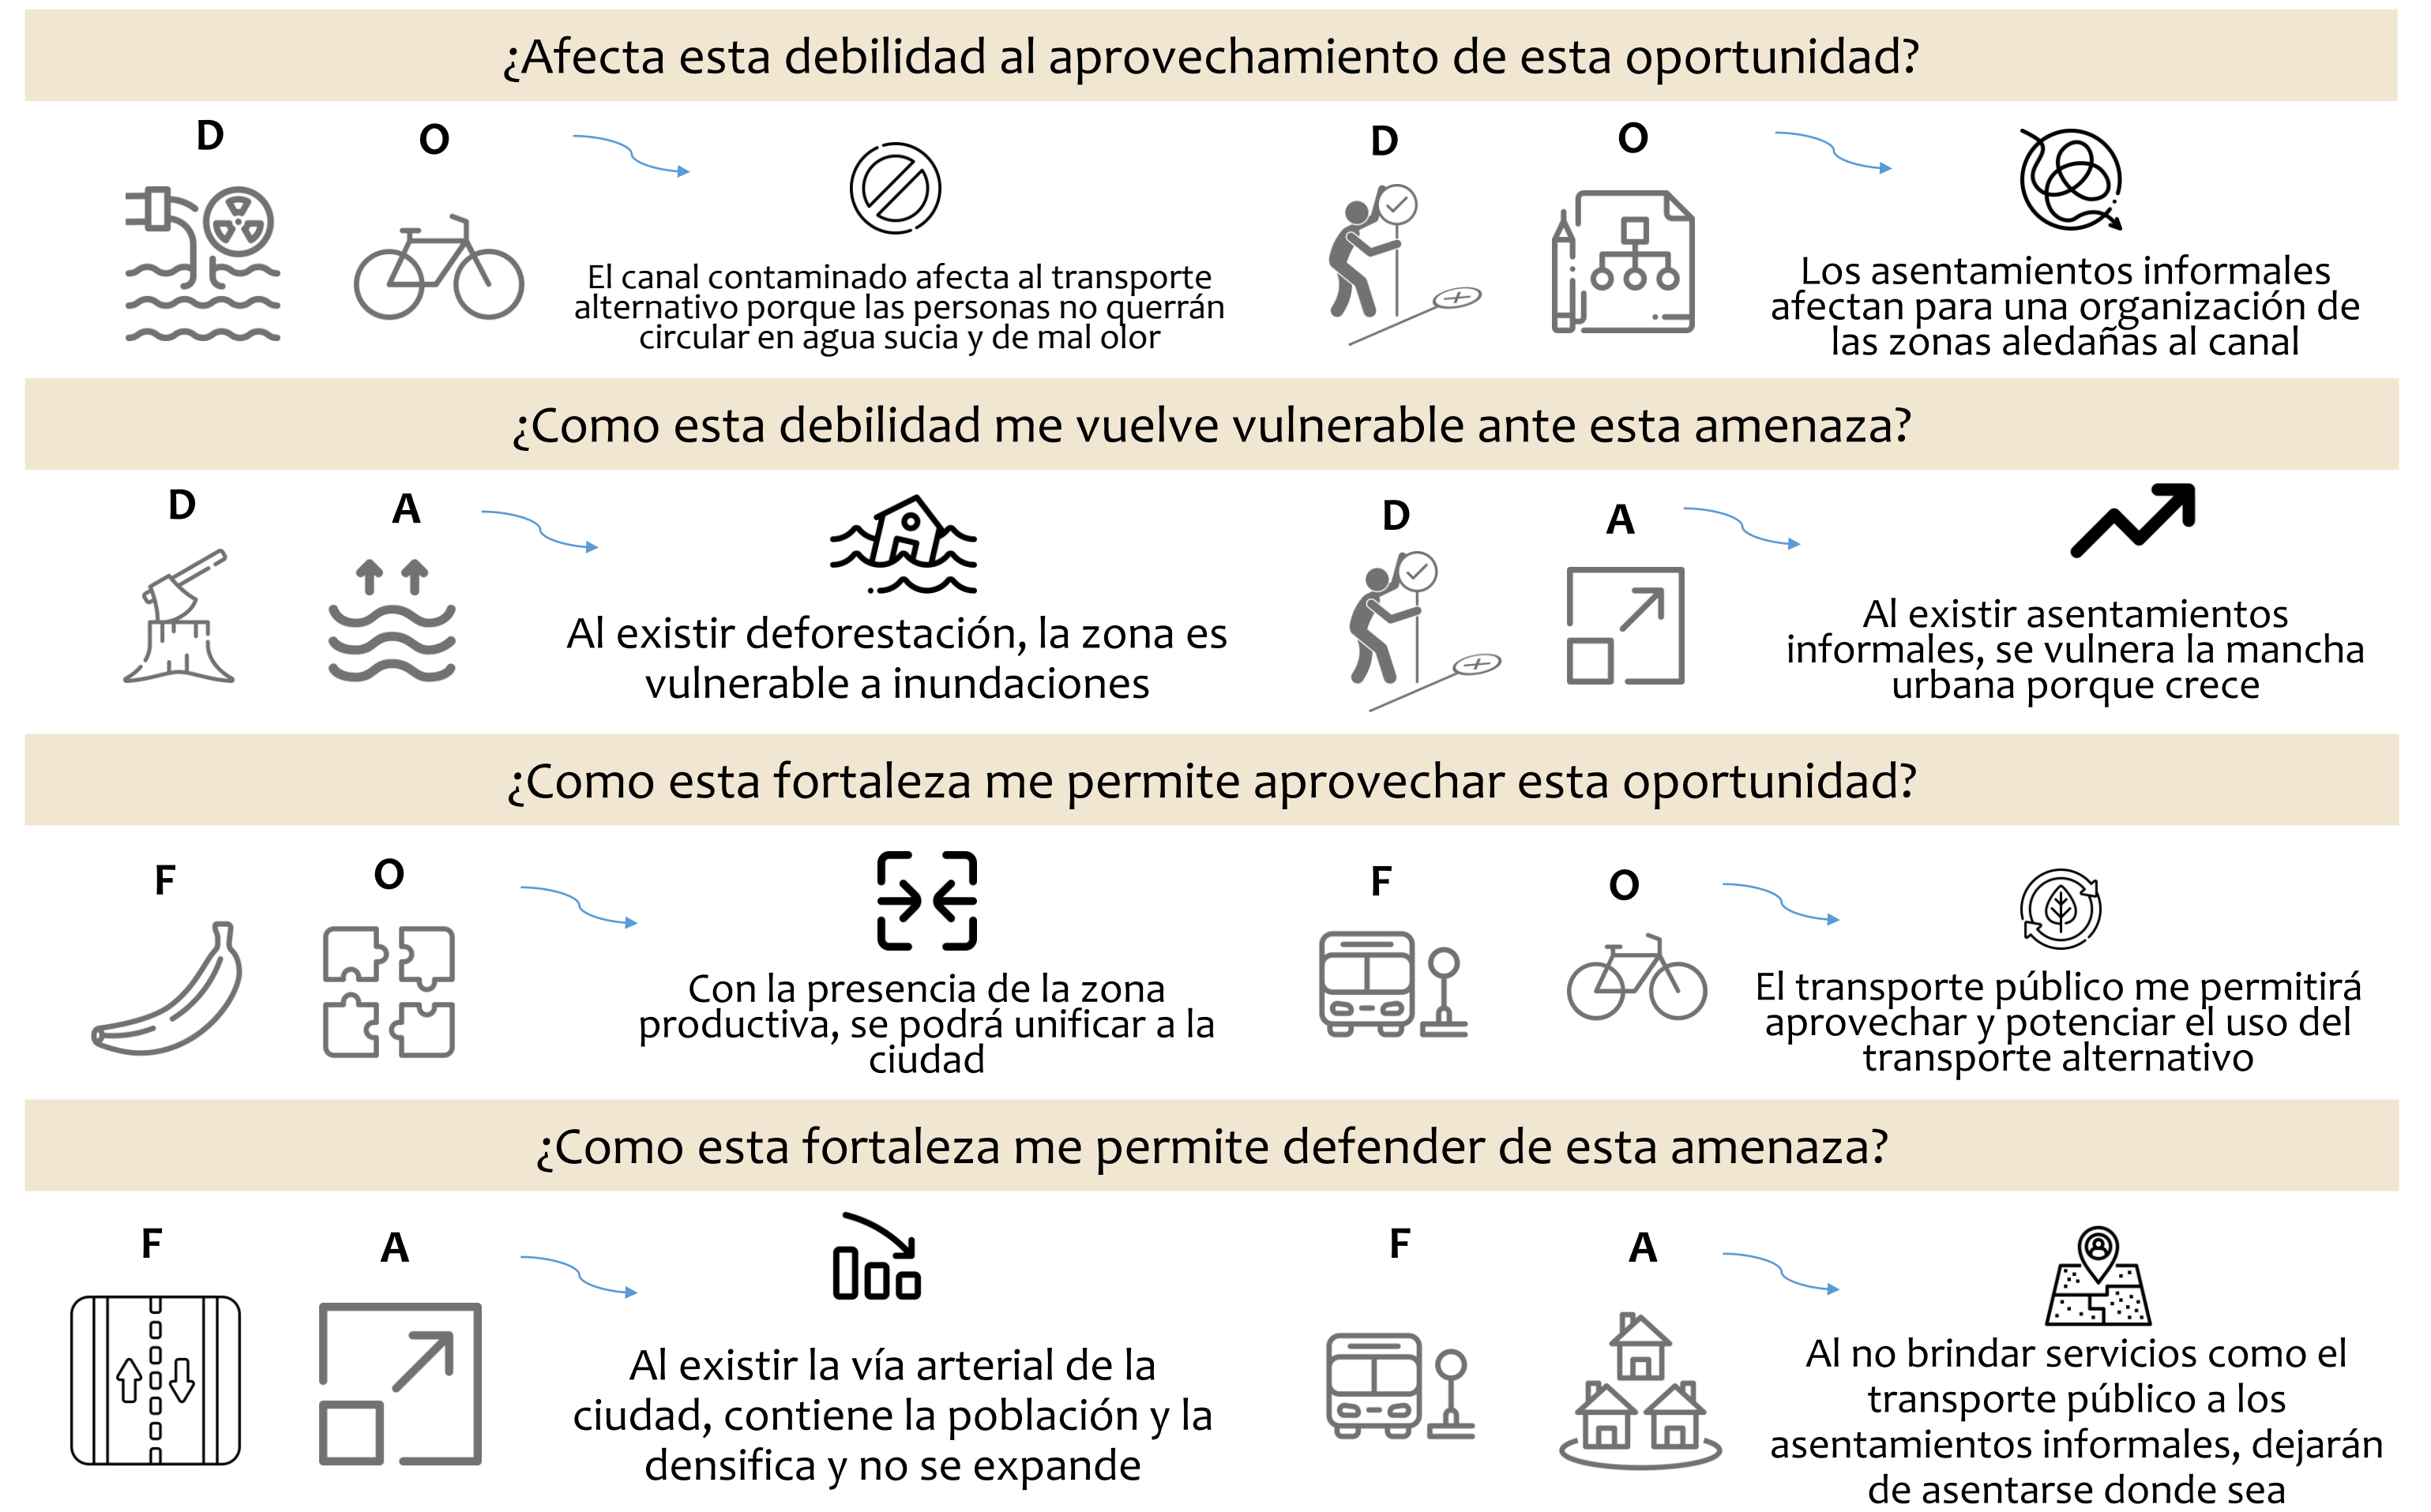 ¿Afecta esta debilidad al aprovechamiento de esta oportunidad?
D
O
El canal contaminado afecta al transporte
alternativo porque las personas no querrán
circular en agua sucia y de mal olor
D
O
Los asentamientos informales
afectan para una organización de
las zonas aledañas al canal
¿Como esta debilidad me vuelve vulnerable ante esta amenaza?
D
A
Al existir deforestación, la zona es
vulnerable a inundaciones
D
A
Al existir asentamientos
informales, se vulnera la mancha
urbana porque crece
¿Como esta fortaleza me permite aprovechar esta oportunidad?
F
O
Con la presencia de la zona
productiva, se podrá unificar a la
ciudad
F
O
El transporte público me permitirá
aprovechar y potenciar el uso del
transporte alternativo
¿Como esta fortaleza me permite defender de esta amenaza?
F
A
Al existir la vía arterial de la
ciudad, contiene la población y la
densifica y no se expande
F
A
Al no brindar servicios como el
transporte público a los
asentamientos informales, dejarán
de asentarse donde sea